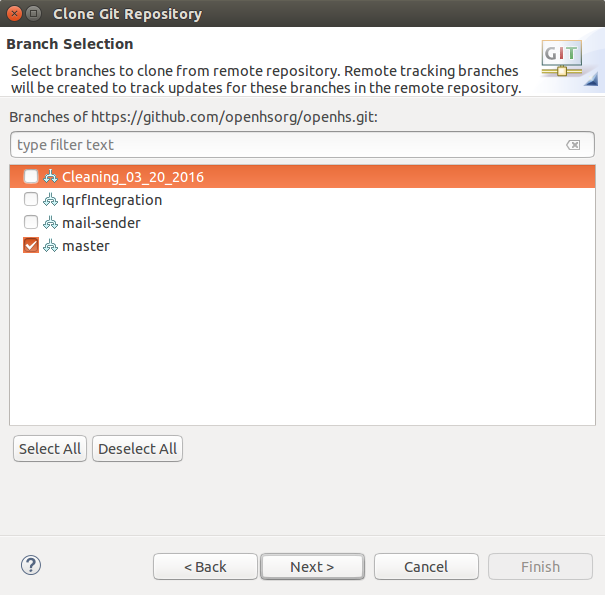 Clone Git Repository
Branch Selection
Select branches to clone from remote repository. Remote tracking branches
will be created to track updates for these branches in the remote repository.
GIT
Branches of https://github.com/openhsorg/openhs.git:
type filter text
Cleaning_03_20_2016
IqrfIntegration
mail-sender
master
Select All Deselect All
? < Back Next > Cancel Finish